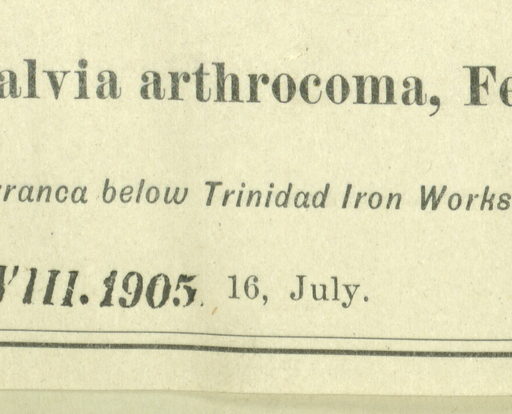 alvia arthrocoma, Fe
rranca below Trinidad Iron Works
VIII. 1905. 16, July.